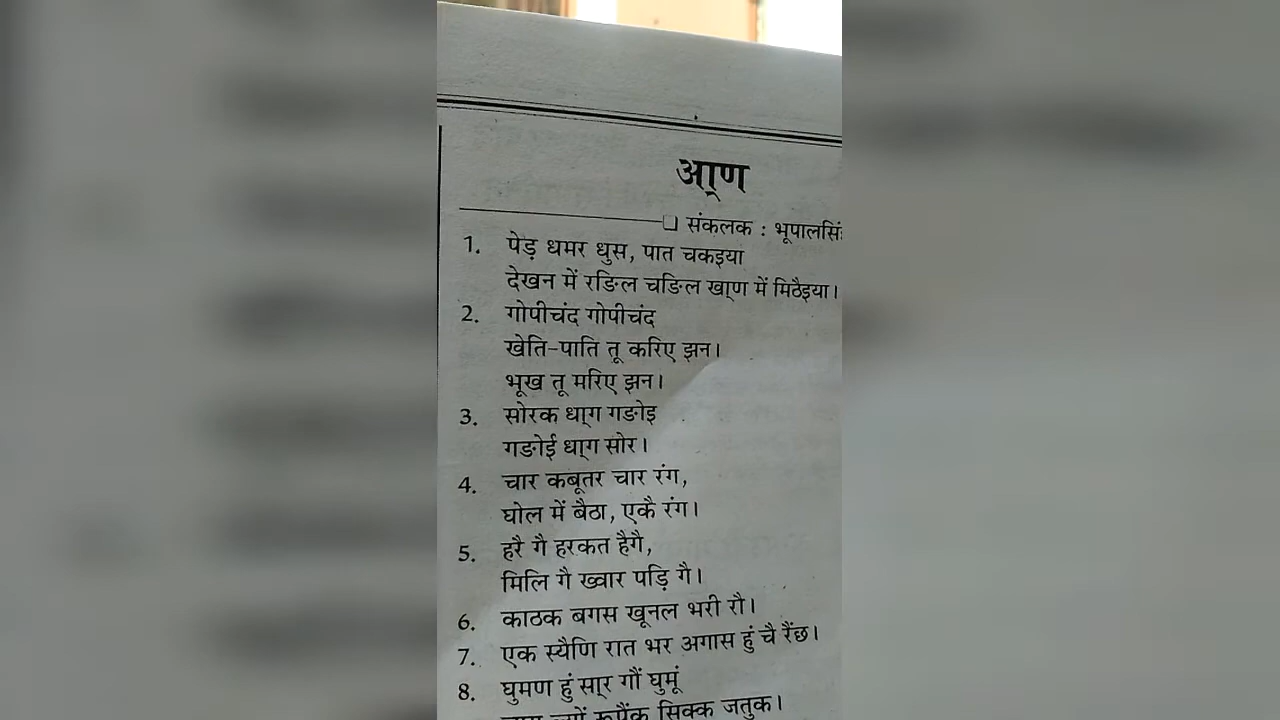 आ्ण
❑ संकलक : भूपालसिं
1. पेड़ धमर धुस, पात चकइया
देखन में रङिल चङिल खा्ण में मिठैइया।
2. गोपीचंद गोपीचंद
खेति-पाति तू करिए झन।
भूख तू मरिए झन।
3. सोरक धा्ग गङोइ
गङोई धा्ग सोर।
4. चार कबूतर चार रंग,
घोल में बैठा, एकै रंग।
5. हरै गै हरकत हैगै,
मिलि गै ख्वार पड़ि गै।
6. काठक बगस खूनल भरी रौ।
7. एक स्यैणि रात भर अगास हुं चै रैंछ।
8. घुमण हुं सा्र गौं घुमूं
सिक्क जतुक।